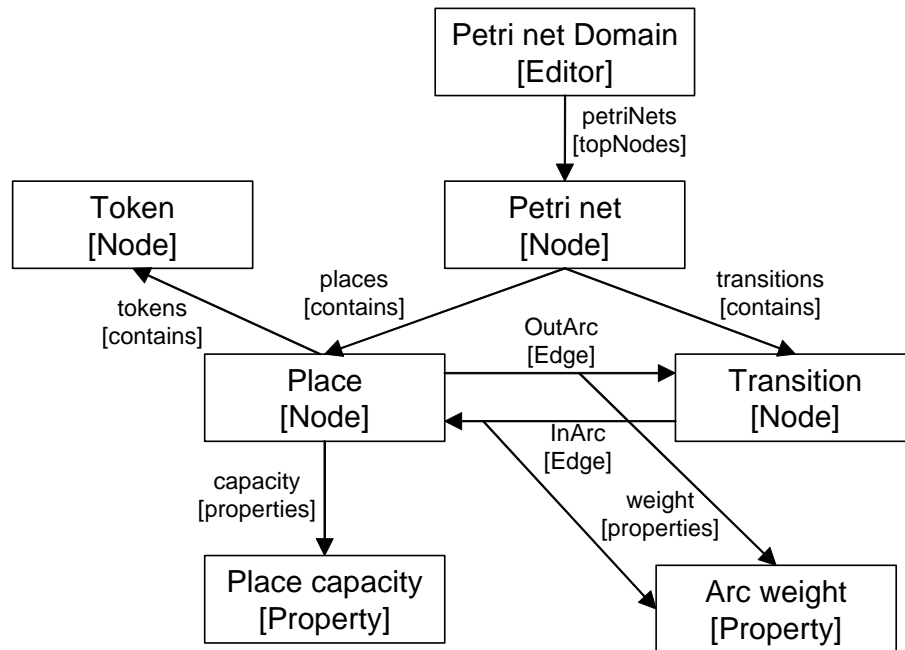 Petri net Domain
[Editor]
petriNets
[topNodes]
Token
[Node]
Petri net
[Node]
places
[contains]
transitions
[contains]
tokens
[contains]
OutArc
[Edge]
Place
[Node]
Transition
[Node]
InArc
[Edge]
capacity
[properties]
weight
[properties]
Place capacity
[Property]
Arc weight
[Property]